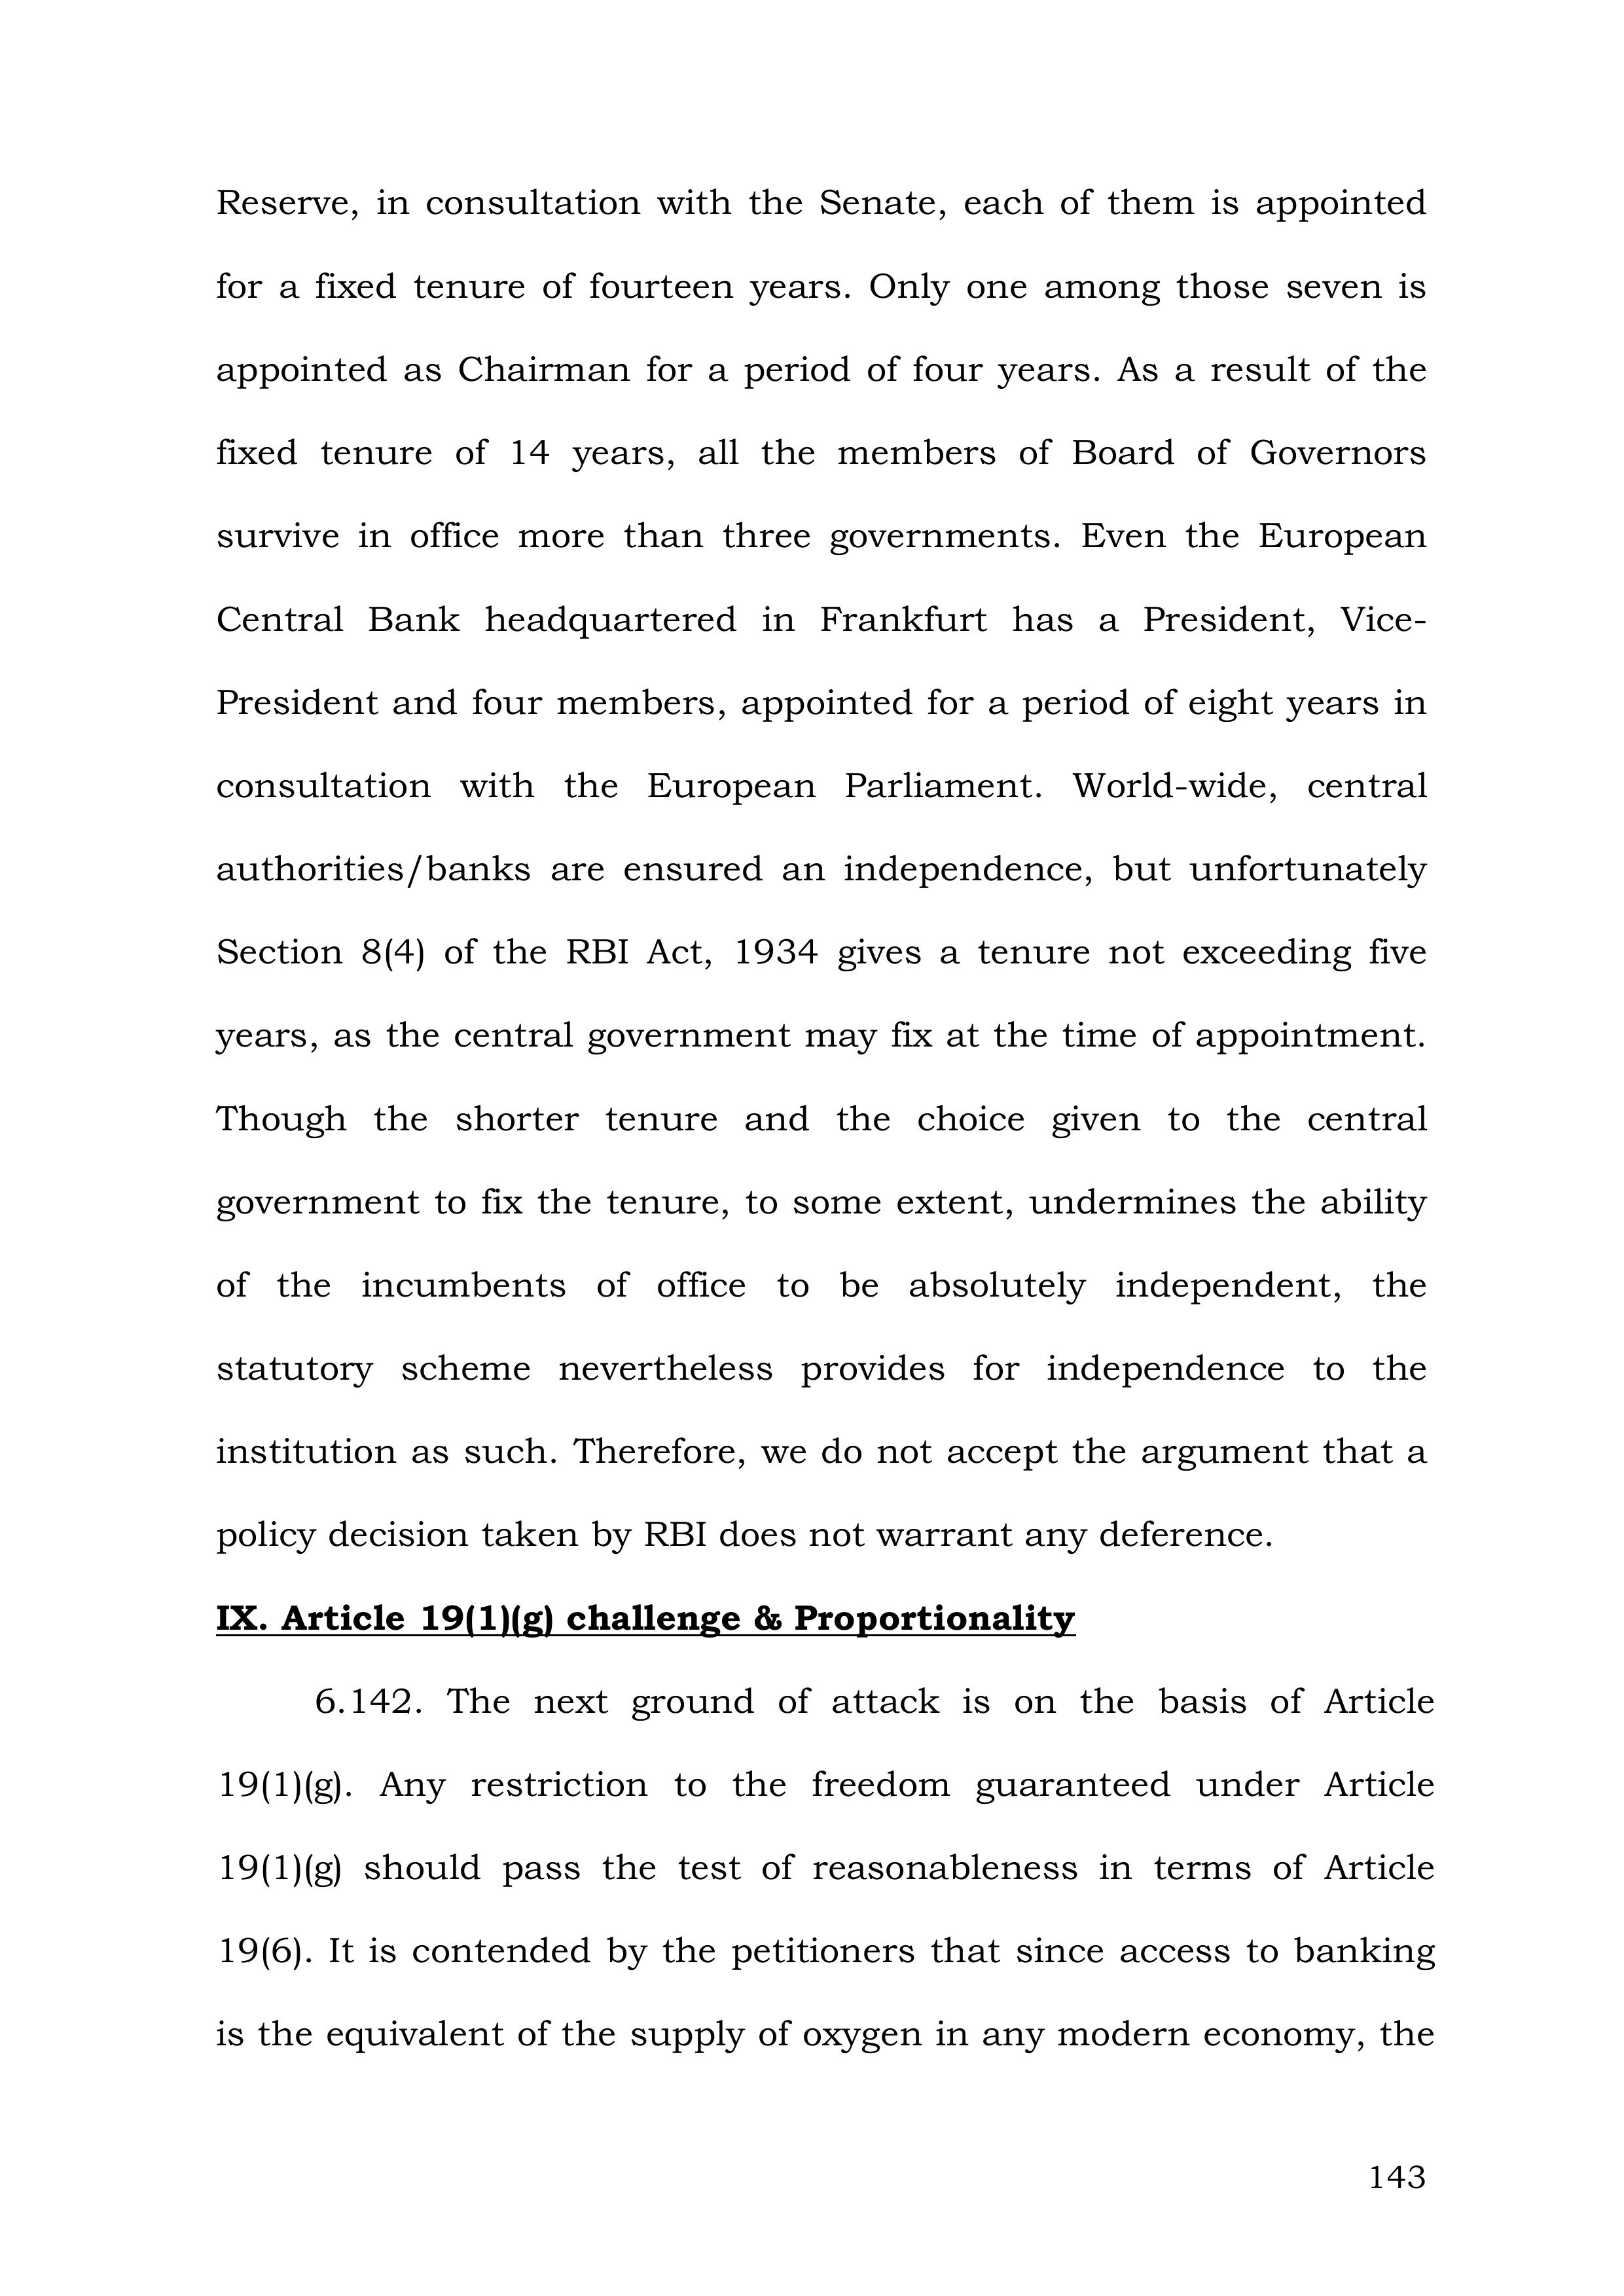 Reserve, in consultation with the Senate, each of them is appointed
for a fixed tenure of fourteen years. Only one among those seven is
appointed as Chairman for a period of four years. As a result of the
fixed tenure of 14 years, all the members of Board of Governors
survive in office more than three governments. Even the European
Central Bank headquartered in Frankfurt has a President, Vice-
President and four members, appointed for a period of eight years in
consultation with the European Parliament. World-wide, central
authorities/banks are ensured an independence, but unfortunately
Section 8(4) of the RBI Act, 1934 gives a tenure not exceeding five
years, as the central government may fix at the time of appointment.
Though the shorter tenure and the choice given to the central
government to fix the tenure, to some extent, undermines the ability
of the incumbents of office to be absolutely independent, the
statutory scheme nevertheless provides for independence to the
institution as such. Therefore, we do not accept the argument that a
policy decision taken by RBI does not warrant any deference.
IX. Article 19(1)(g) challenge & Proportionality
6.142. The next ground of attack is on the basis of Article
19(1)(g). Any restriction to the freedom guaranteed under Article
19(1)(g) should pass the test of reasonableness in terms of Article
19(6). It is contended by the petitioners that since access to banking
is the equivalent of the supply of oxygen in any modern economy, the
143